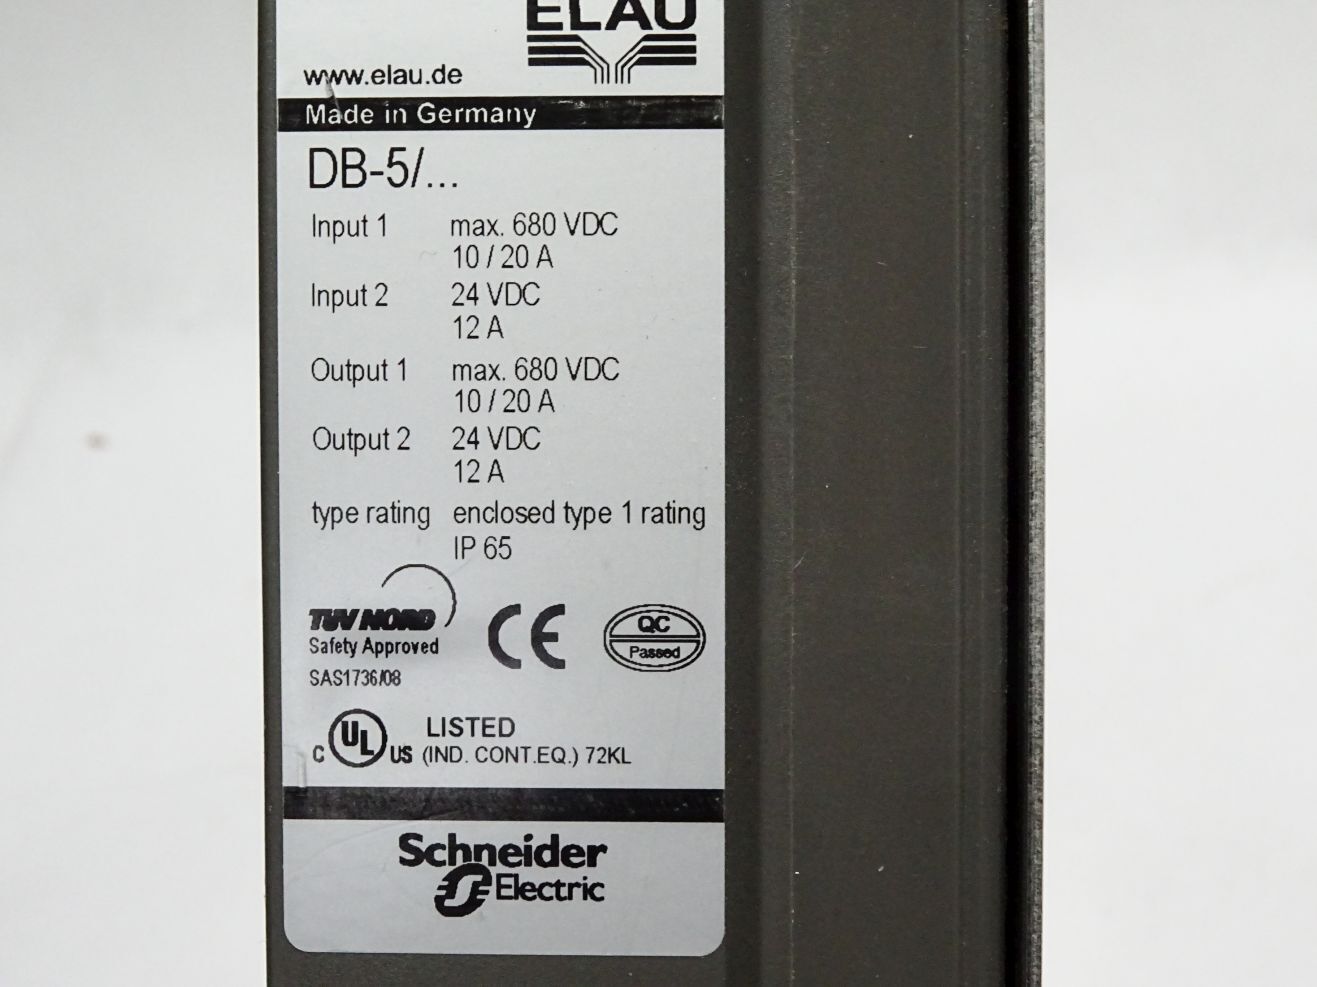 ELAU
www.elau.de
Made in Germany
DB-5/...
Input 1 max. 680 VDC
10 / 20 A
Input 2 24 VDC
12 A
Output 1 max. 680 VDC
10 / 20 A
Output 2 24 VDC
12 A
type rating enclosed type 1 rating
IP 65
TÜV NORD
Safety Approved
SAS1736/08
CE
QC
Passed
C UL US LISTED
(IND. CONT.EQ.) 72KL
Schneider
Electric